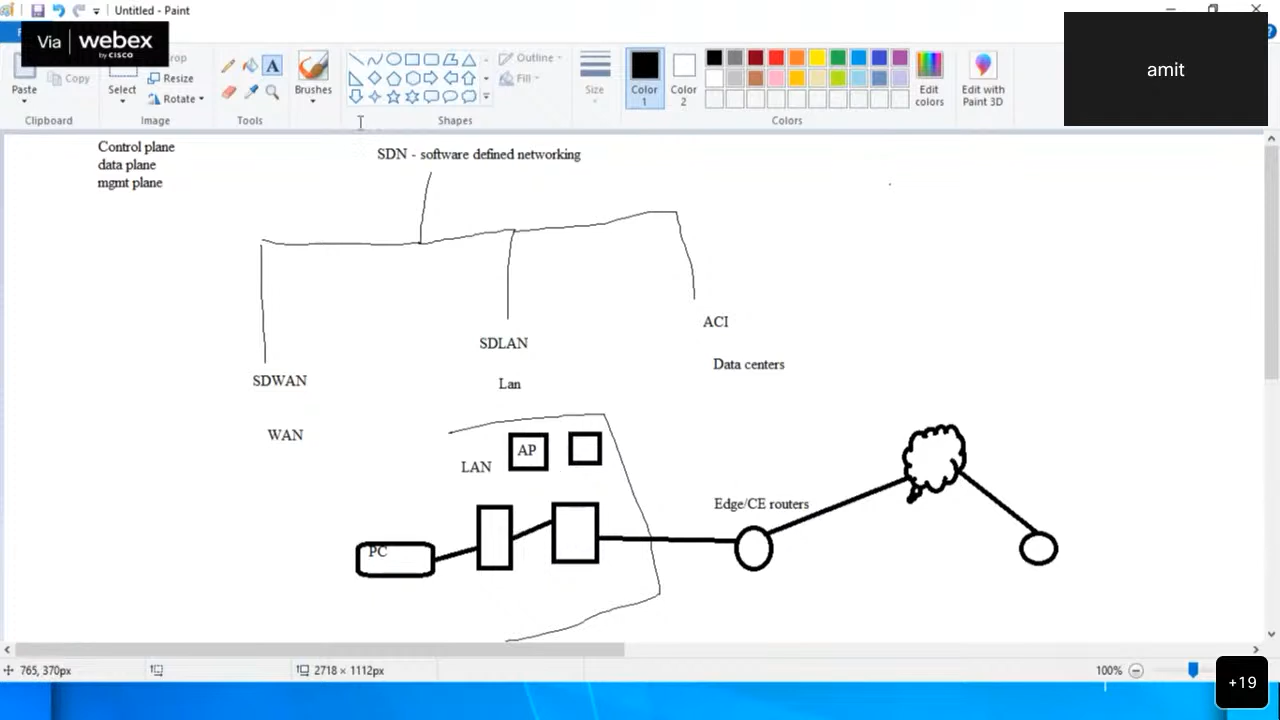 Untitled - Paint
Via webex
by CISCO
amit
Paste
Copy
Clipboard
Select
Resize
Rotate
Image
Tools
Brushes
Shapes
Outline
Fill
Size
Color 1
Color 2
Edit colors
Edit with Paint 3D
Colors
Control plane
data plane
mgmt plane
SDN - software defined networking
ACI
SDLAN
Data centers
SDWAN
Lan
WAN
AP
LAN
Edge/CE routers
PC
765, 370px
2718 × 1112px
100%
+19